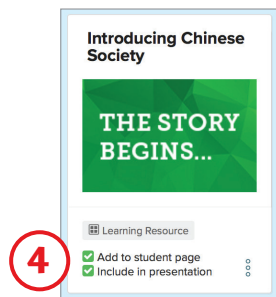 Introducing Chinese
Society
THE STORY
BEGINS...
Learning Resource
4
Add to student page
Include in presentation